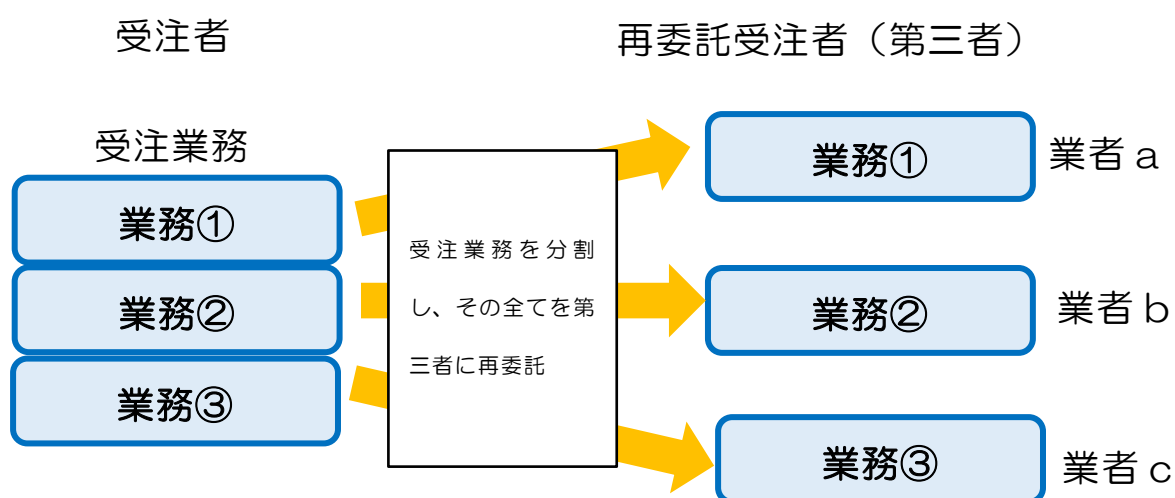 受注者
再委託受注者（第三者）
受注業務
業務①
業務②
業務③
受注業務を分割
し、その全てを第
三者に再委託
業務①
業者ａ
業務②
業者ｂ
業務③
業者ｃ